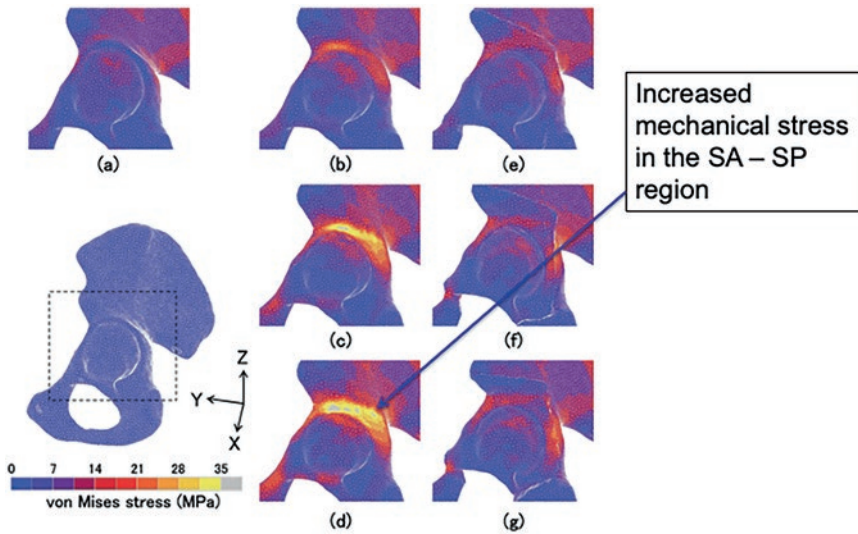 (a)
(b)
(e)
Increased
mechanical stress
in the SA – SP
region
(c)
(f)
Z
Y
X
0 7 14 21 28 35
von Mises stress (MPa)
(d)
(g)